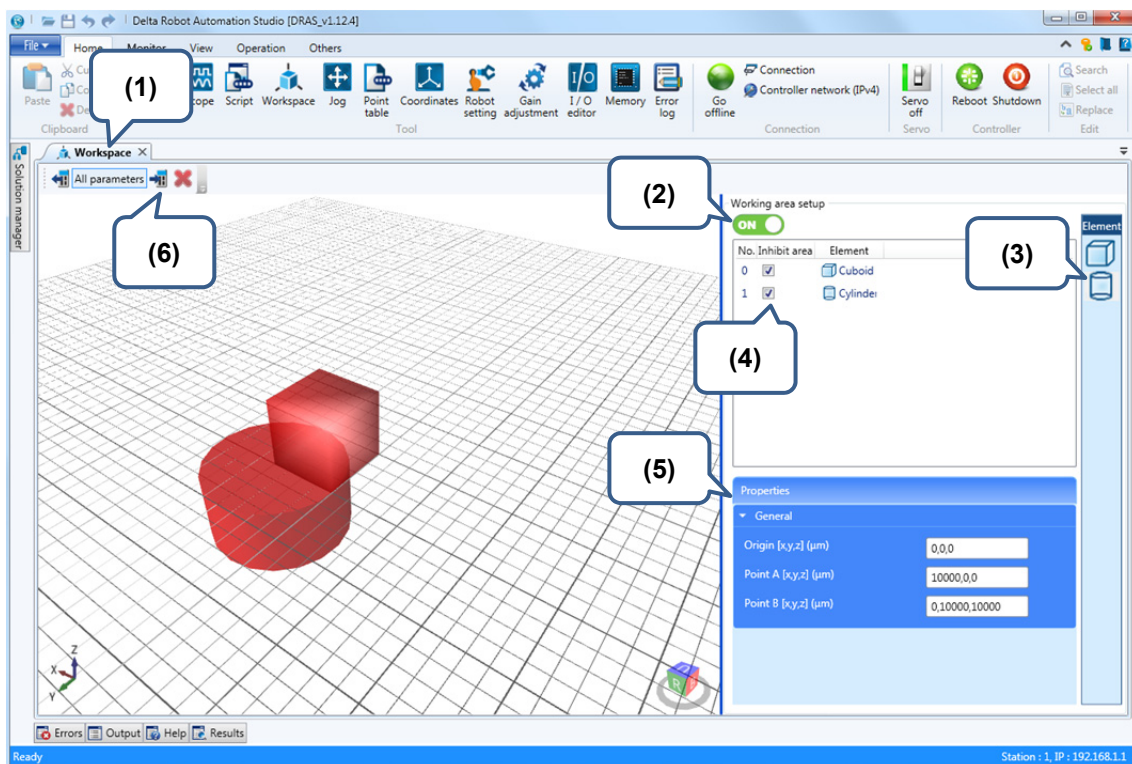 Delta Robot Automation Studio [DRAS_v1.12.4]
File Home Monitor View Operation Others
Paste
Clipboard
Script Workspace Jog Point table Coordinates Robot setting Gain adjustment I/O editor Memory Error log
Tool
Go offline
Connection
Controller network (IPv4)
Connection
Servo off
Servo
Reboot Shutdown
Controller
Search
Select all
Replace
Edit
(1)
Solution manager
Workspace
All parameters
(6)
(2)
Working area setup
ON
No. Inhibit area Element
0 Cuboid
1 Cylinder
(3)
Element
(4)
(5)
Properties
General
Origin [x,y,z] (µm) 0,0,0
Point A [x,y,z] (µm) 10000,0,0
Point B [x,y,z] (µm) 0,10000,10000
Z
X
Y
R
Errors Output Help Results
Ready
Station : 1, IP : 192.168.1.1